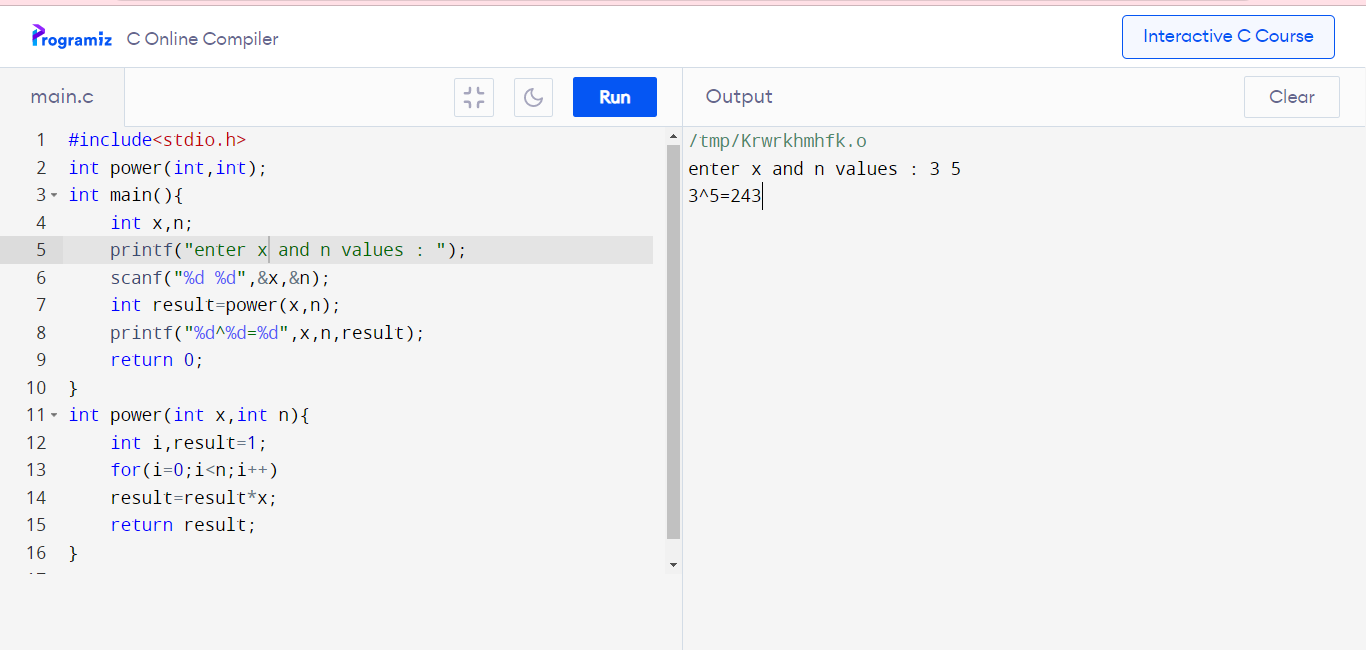 Programiz C Online Compiler
Interactive C Course
main.c
Run
Output
Clear
1 #include<stdio.h>
2 int power(int,int);
3 int main(){
4     int x,n;
5     printf("enter x and n values : ");
6     scanf("%d %d",&x,&n);
7     int result=power(x,n);
8     printf("%d^%d=%d",x,n,result);
9     return 0;
10 }
11 int power(int x,int n){
12     int i,result=1;
13     for(i=0;i<n;i++)
14     result=result*x;
15     return result;
16 }
/tmp/Krwrkhmhfk.o
enter x and n values : 3 5
3^5=243